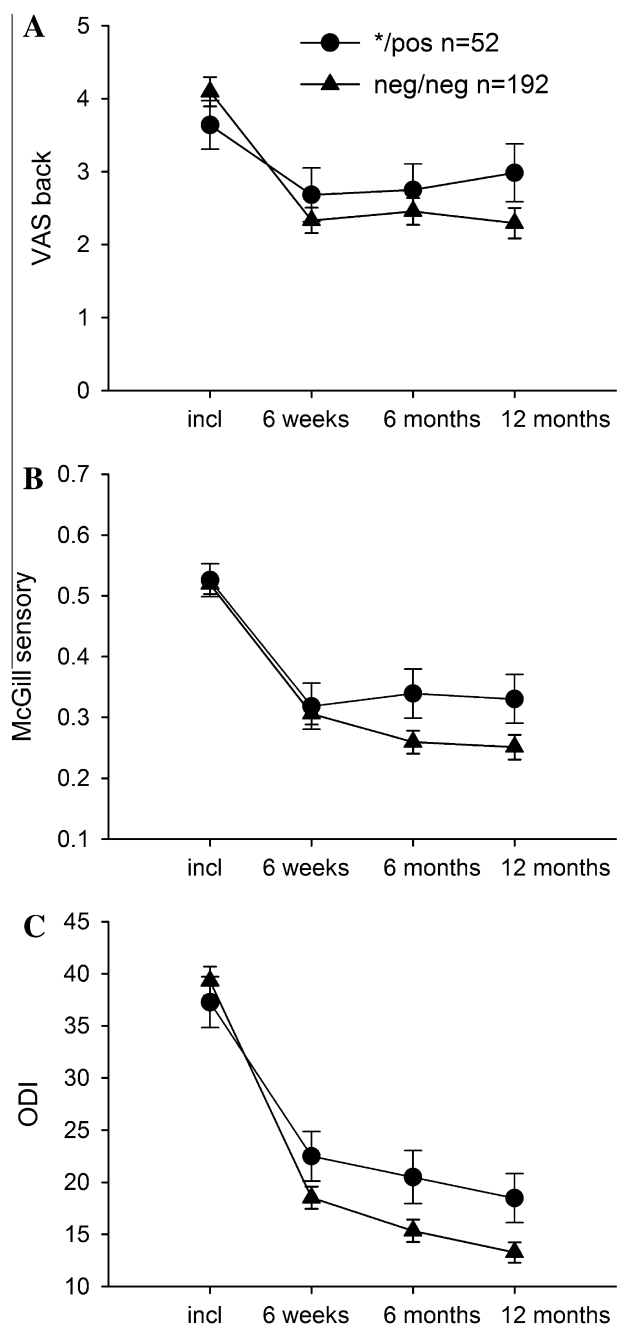 A
5
*/pos n=52
neg/neg n=192
4
3
2
1
0
VAS back
incl 6 weeks 6 months 12 months
B
0.7
0.6
0.5
0.4
0.3
0.2
0.1
McGill sensory
incl 6 weeks 6 months 12 months
C
45
40
35
30
25
20
15
10
ODI
incl 6 weeks 6 months 12 months